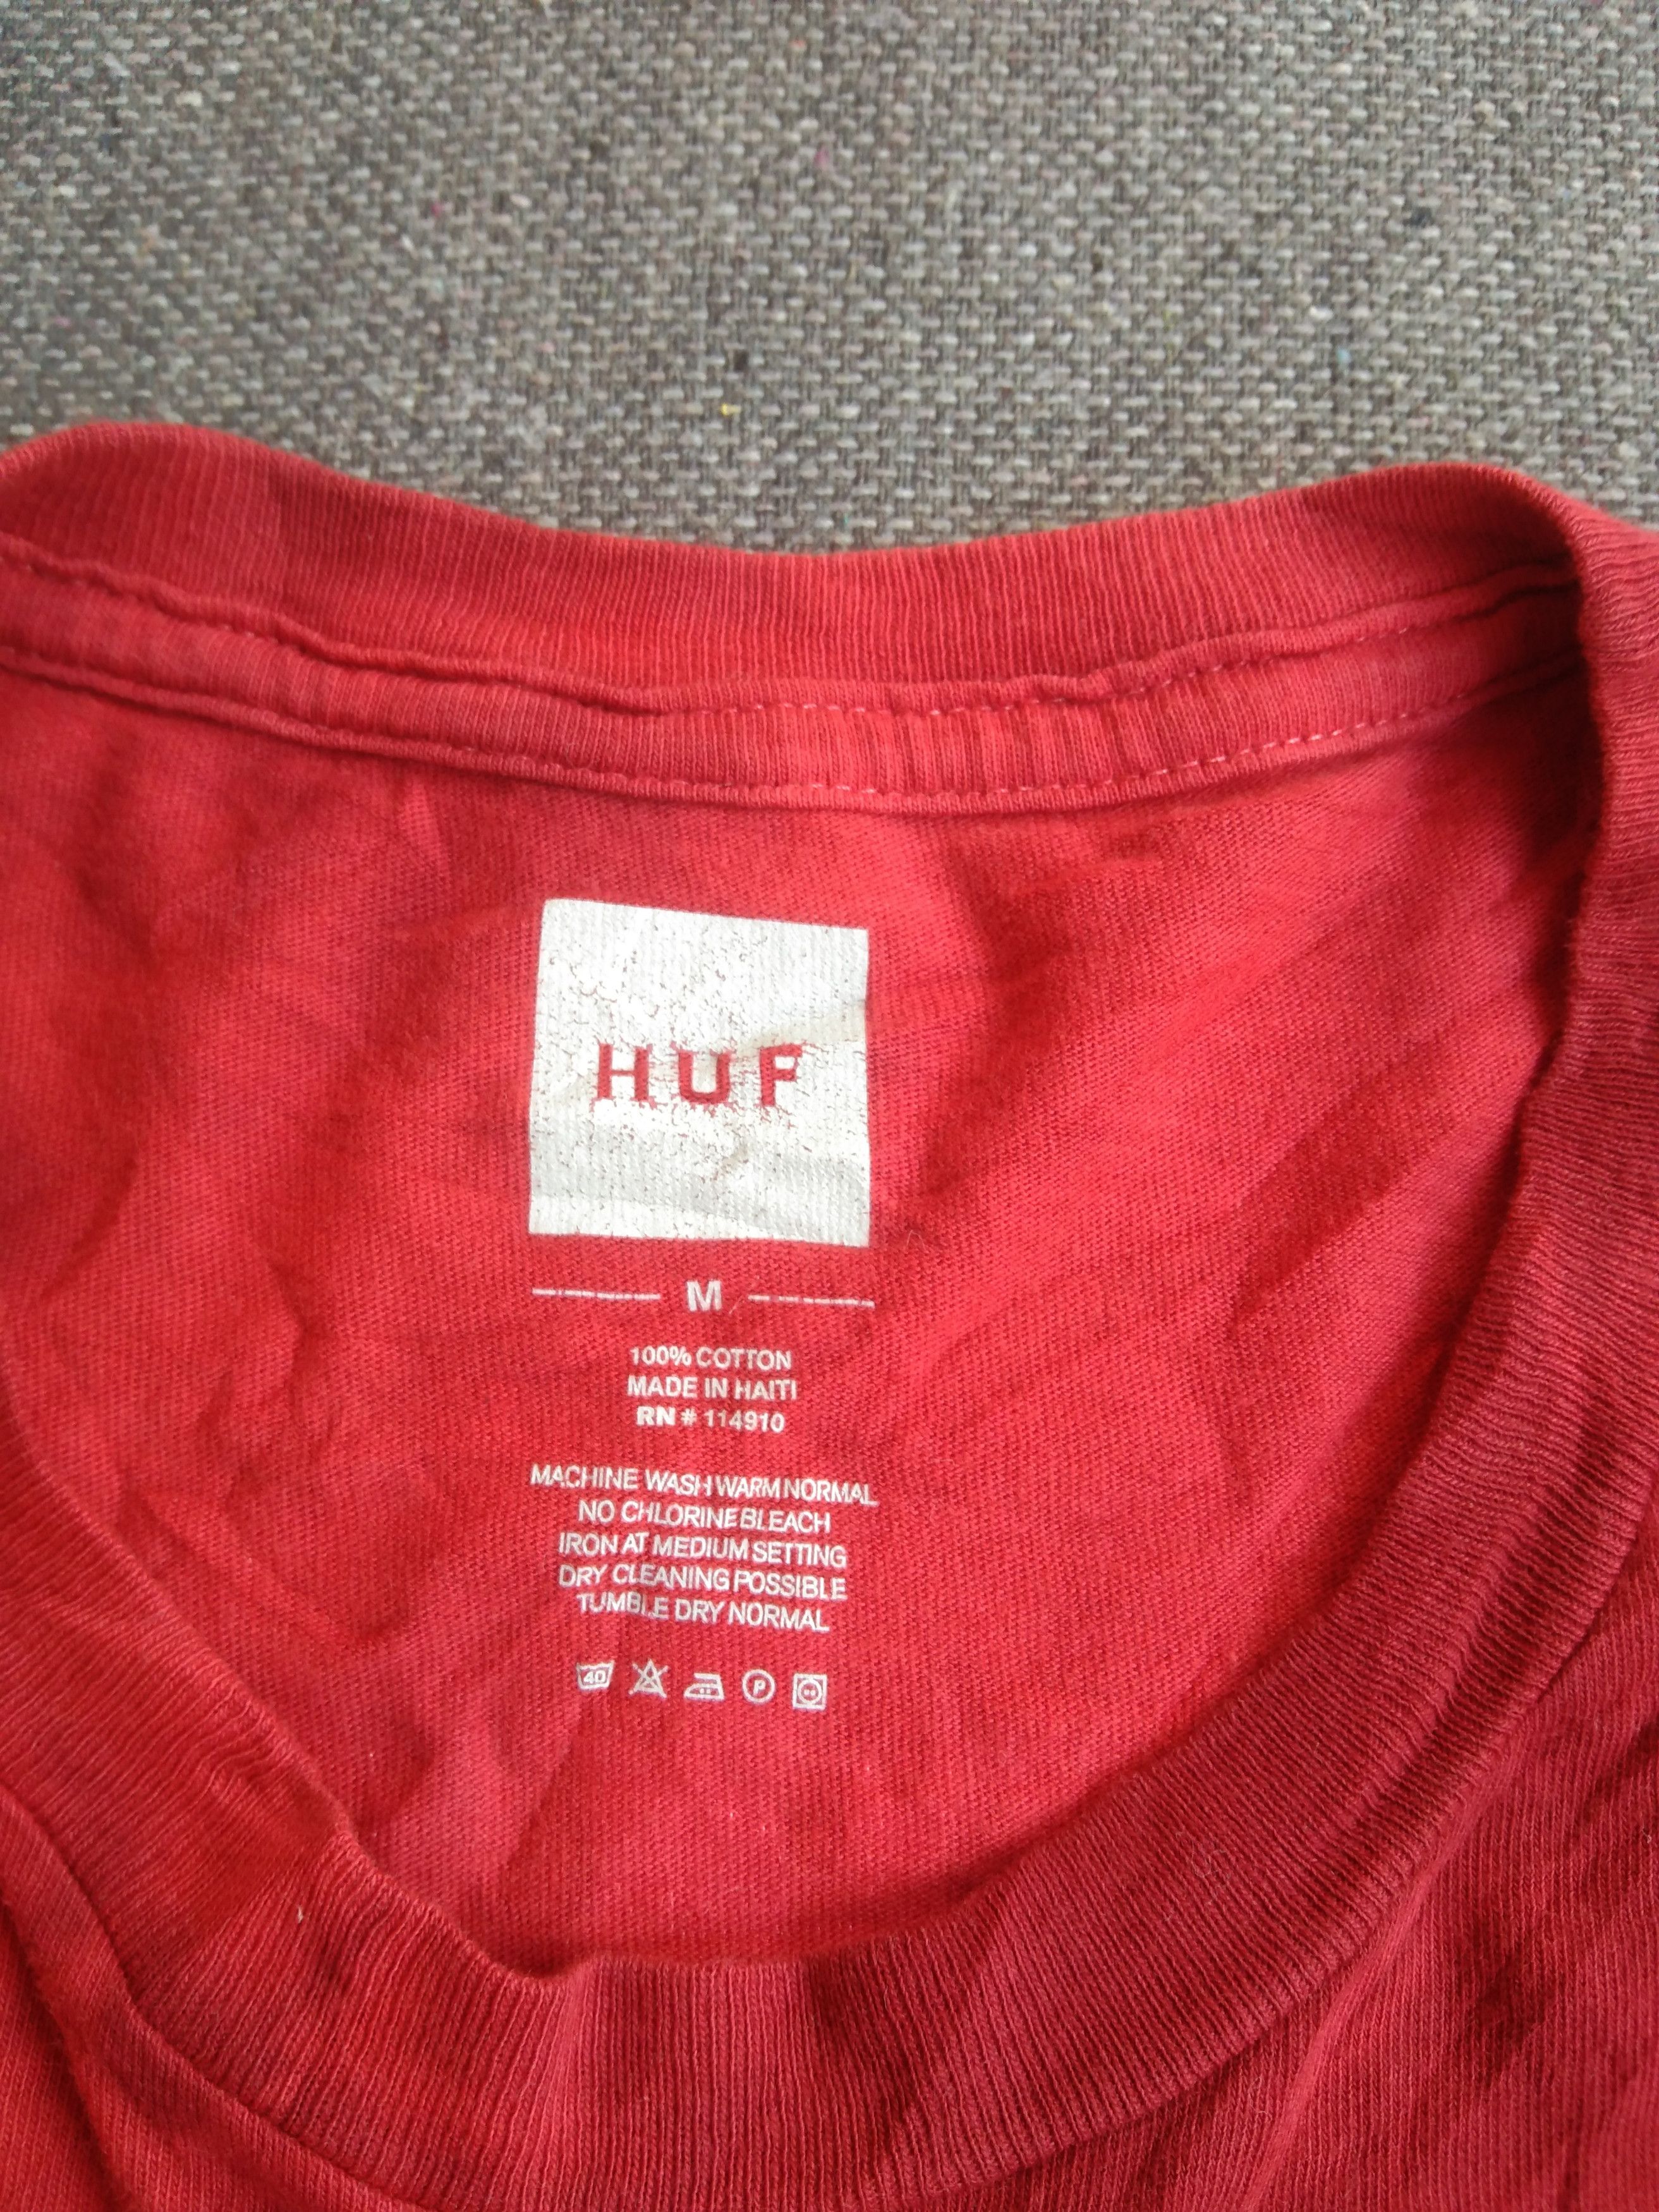 HUF
M
100% COTTON
MADE IN HAITI
RN # 114910
MACHINE WASH WARM NORMAL
NO CHLORINE BLEACH
IRON AT MEDIUM SETTING
DRY CLEANING POSSIBLE
TUMBLE DRY NORMAL
40 P